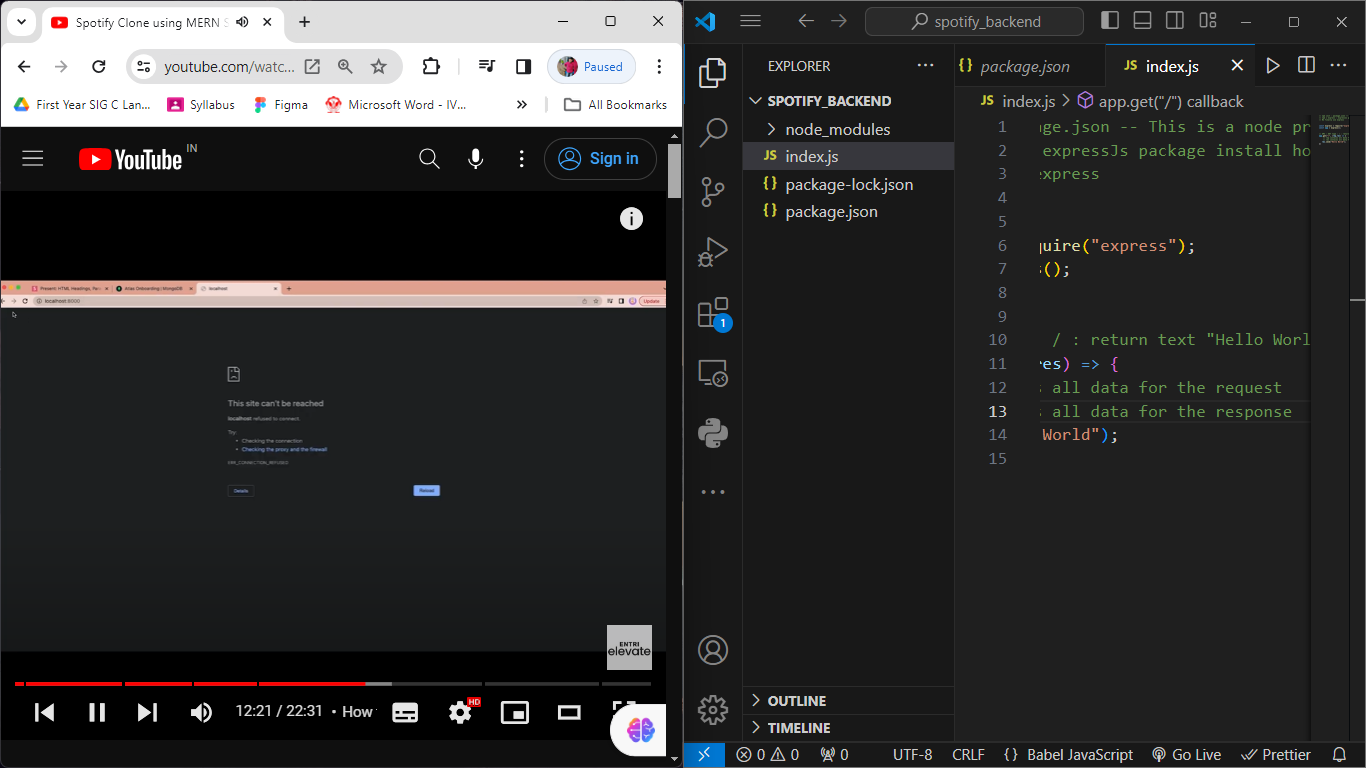 Spotify Clone using MERN S
youtube.com/watc...
Paused
First Year SIG C Lan...
Syllabus
Figma
Microsoft Word - IV...
»
All Bookmarks
YouTube IN
Sign in
Present: HTML Headings, Par
Atlas Onboarding | MongoDB
localhost
localhost:8000
Update
This site can't be reached
localhost refused to connect.
Try:
• Checking the connection
• Checking the proxy and the firewall
ERR_CONNECTION_REFUSED
Details
Reload
ENTRI
elevate
12:21 / 22:31 • How
HD
spotify_backend
EXPLORER
SPOTIFY_BACKEND
node_modules
JS index.js
{} package-lock.json
{} package.json
1
OUTLINE
TIMELINE
{} package.json
JS index.js
JS index.js > app.get("/") callback
1 ge.json -- This is a node pr
2 expressJs package install ho
3 express
4
5
6 quire("express");
7 s();
8
9
10 / : return text "Hello Worl
11 res) => {
12 s all data for the request
13 s all data for the response
14 World");
15
0 0 0 UTF-8 CRLF {} Babel JavaScript Go Live Prettier